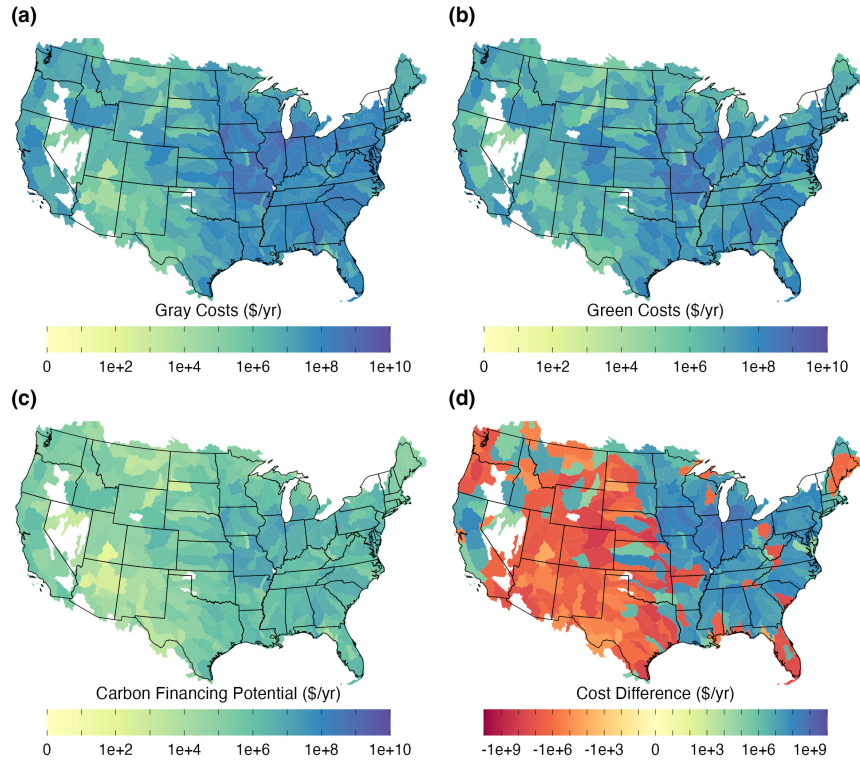 (a)
(b)
Gray Costs ($/yr)
Green Costs ($/yr)
0 1e+2 1e+4 1e+6 1e+8 1e+10
0 1e+2 1e+4 1e+6 1e+8 1e+10
(c)
(d)
Carbon Financing Potential ($/yr)
Cost Difference ($/yr)
0 1e+2 1e+4 1e+6 1e+8 1e+10
-1e+9 -1e+6 -1e+3 0 1e+3 1e+6 1e+9